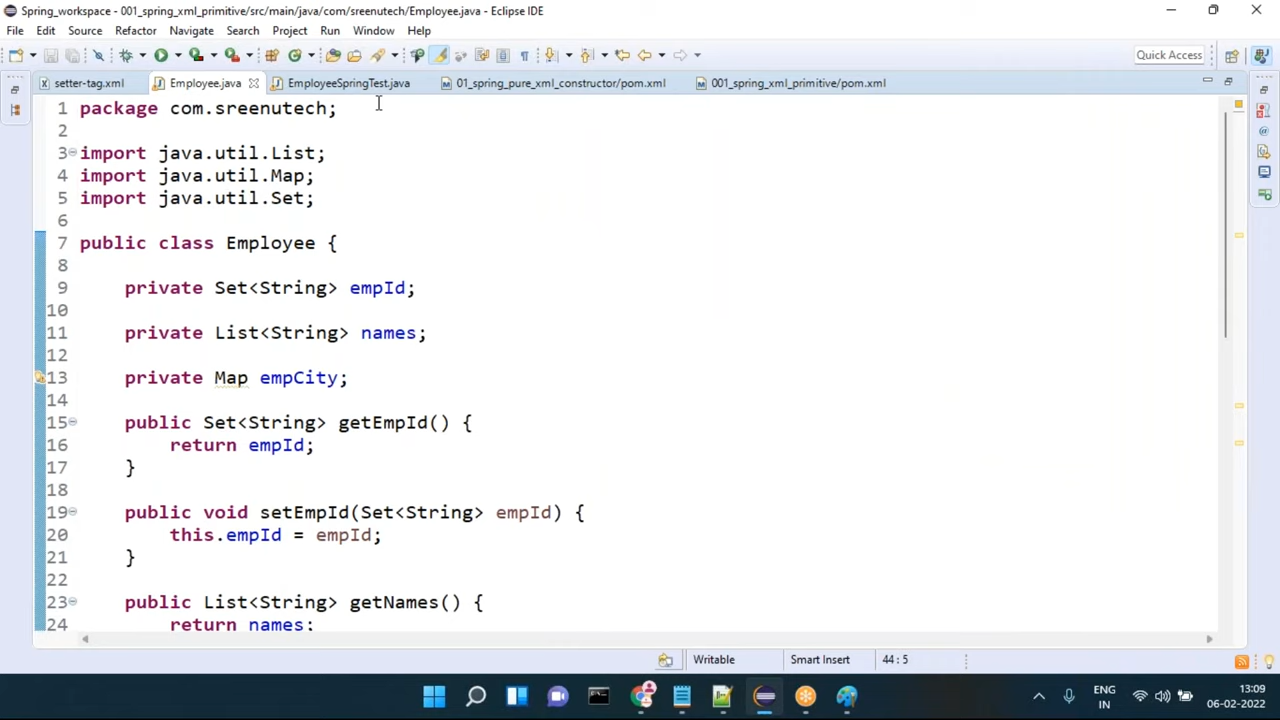 Spring_workspace - 001_spring_xml_primitive/src/main/java/com/sreenutech/Employee.java - Eclipse IDE
File Edit Source Refactor Navigate Search Project Run Window Help
Quick Access
setter-tag.xml Employee.java EmployeeSpringTest.java 01_spring_pure_xml_constructor/pom.xml 001_spring_xml_primitive/pom.xml
1 package com.sreenutech;
2
3 import java.util.List;
4 import java.util.Map;
5 import java.util.Set;
6
7 public class Employee {
8
9 private Set<String> empId;
10
11 private List<String> names;
12
13 private Map empCity;
14
15 public Set<String> getEmpId() {
16 return empId;
17 }
18
19 public void setEmpId(Set<String> empId) {
20 this.empId = empId;
21 }
22
23 public List<String> getNames() {
24 return names;
Writable Smart Insert 44 : 5
ENG 13:09
IN 06-02-2022